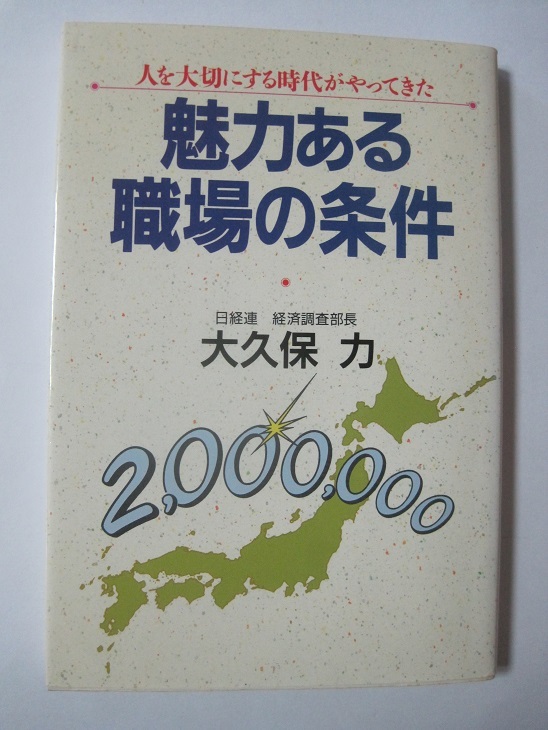 人を大切にする時代がやってきた
魅力ある
職場の条件
日経連　経済調査部長
大久保 力
2,000,000